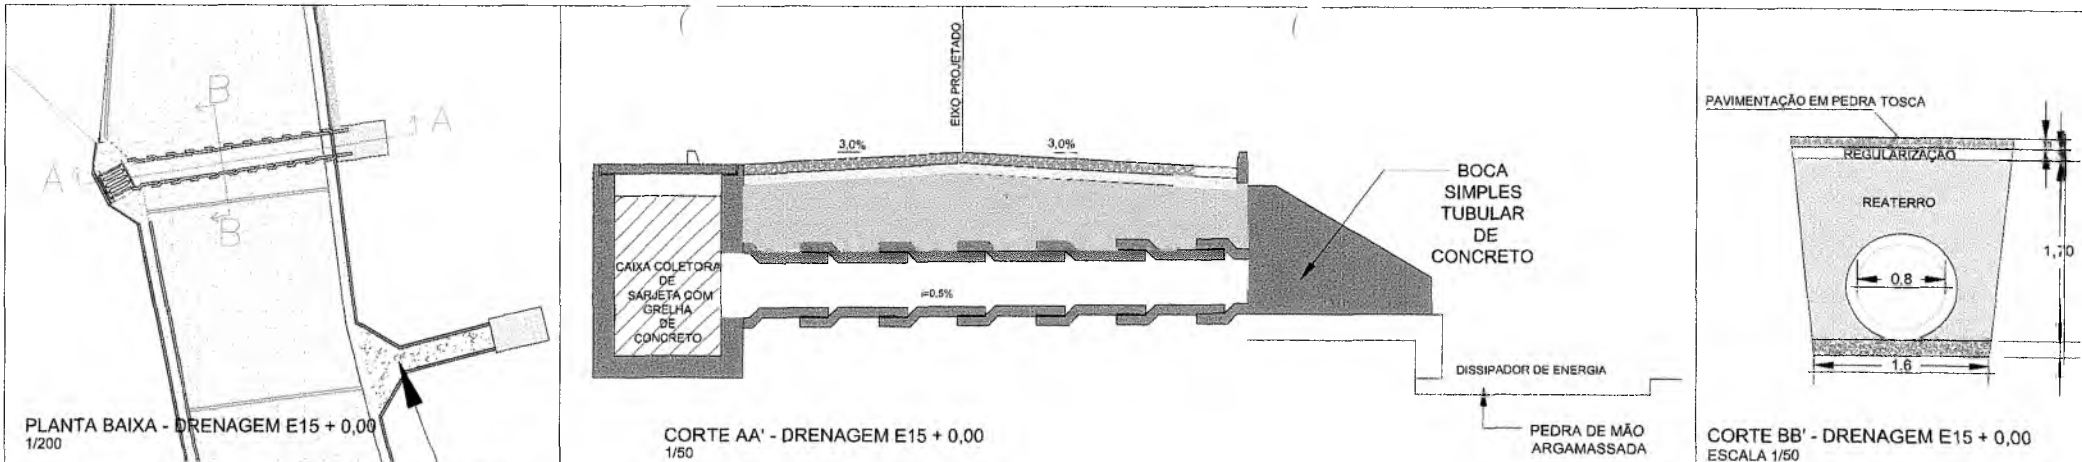 B
A
A
B
PLANTA BAIXA - DRENAGEM E15 + 0,00
1/200
EIXO PROJETADO
3,0%
3,0%
CAIXA COLETORA
DE
SARJETA COM
GRELHA
DE
CONCRETO
i=0,5%
BOCA
SIMPLES
TUBULAR
DE
CONCRETO
DISSIPADOR DE ENERGIA
PEDRA DE MÃO
ARGAMASSADA
CORTE AA' - DRENAGEM E15 + 0,00
1/50
PAVIMENTAÇÃO EM PEDRA TOSCA
REGULARIZAÇÃO
REATERRO
1,70
0.8
1.6
CORTE BB' - DRENAGEM E15 + 0,00
ESCALA 1/50